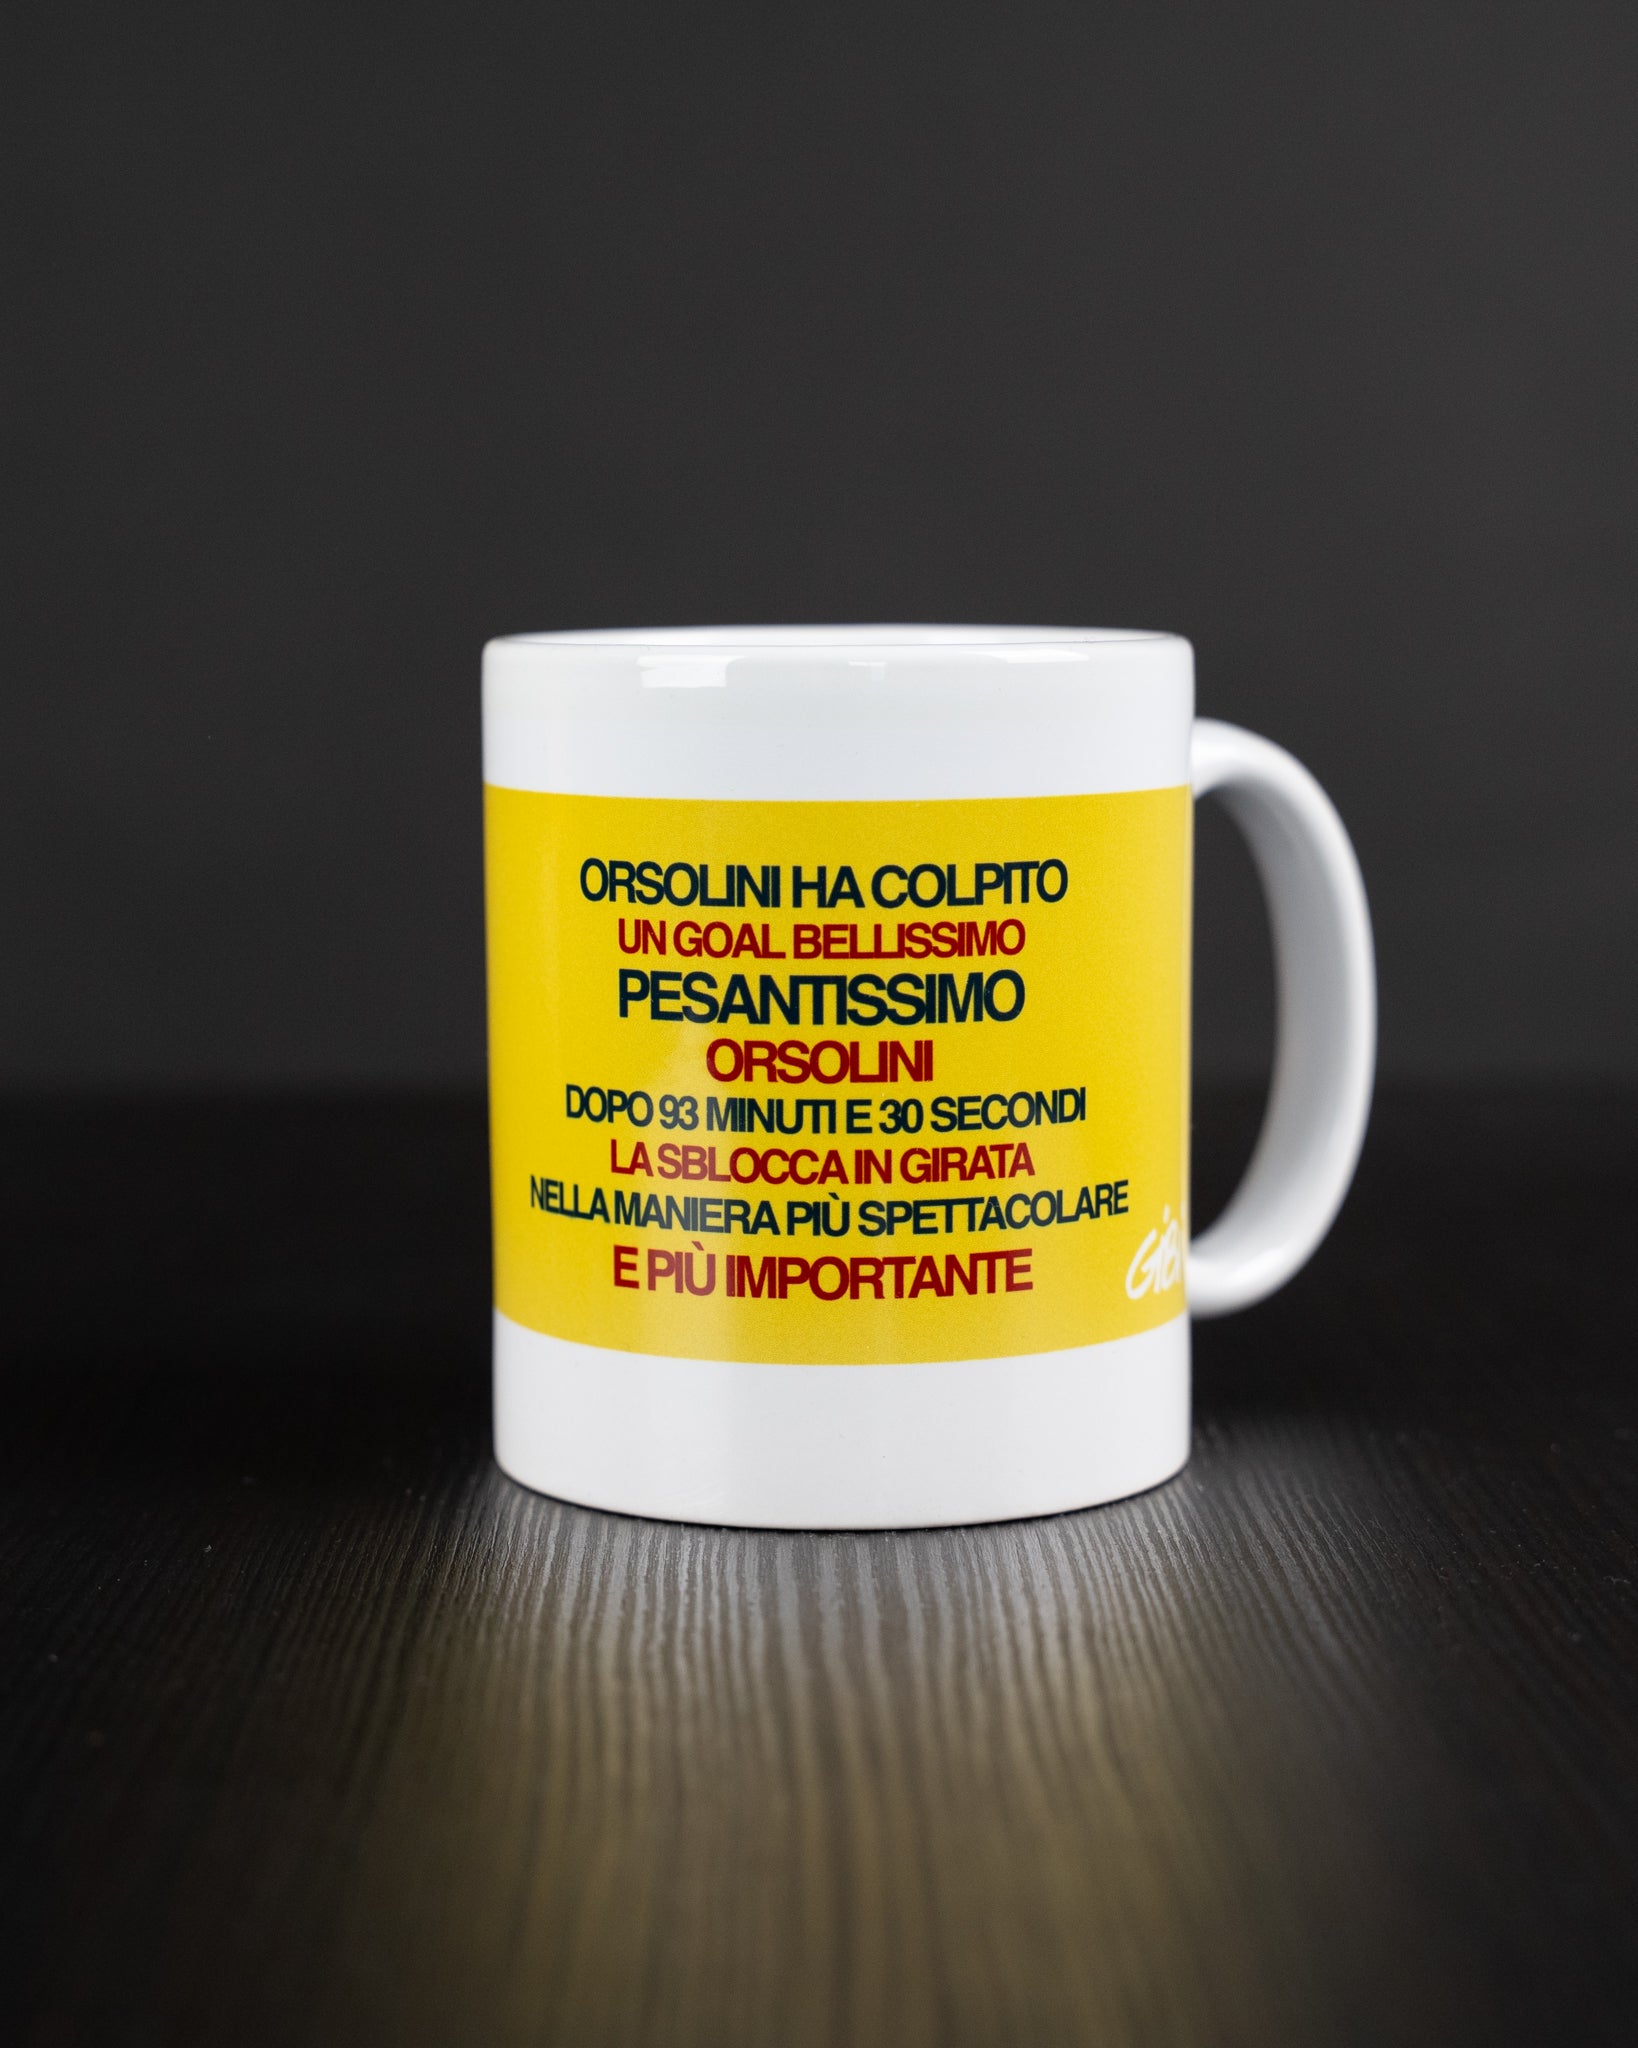 ORSOLINI HA COLPITO
UN GOAL BELLISSIMO
PESANTISSIMO
ORSOLINI
DOPO 93 MINUTI E 30 SECONDI
LA SBLOCCA IN GIRATA
NELLA MANIERA PIÙ SPETTACOLARE
E PIÙ IMPORTANTE